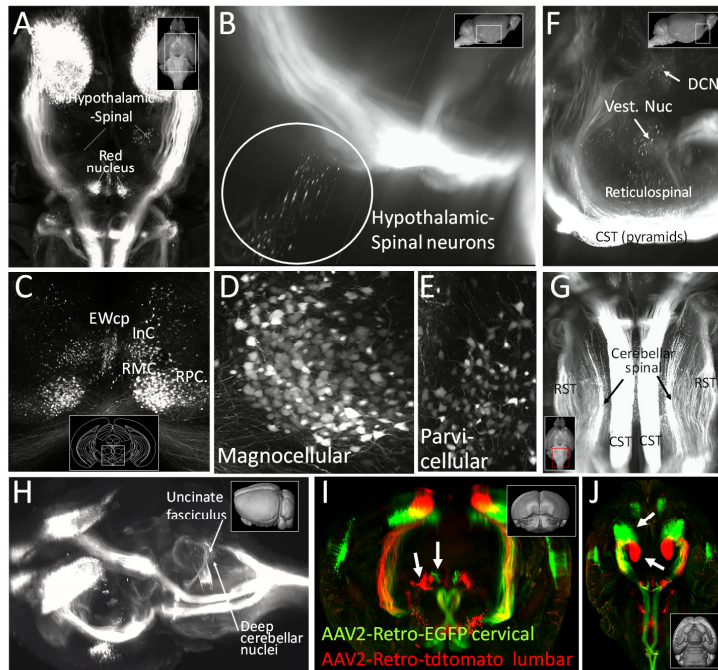 A
Hypothalamic
-Spinal
Red
nucleus
B
Hypothalamic-
Spinal neurons
F
DCN
Vest. Nuc
Reticulospinal
CST (pyramids)
C
EWcp
InC
RMC
RPC
D
Magnocellular
E
Parvi-
cellular
G
Cerebellar
spinal
RST
RST
CST
CST
H
Uncinate
fasciculus
Deep
cerebellar
nuclei
I
AAV2-Retro-EGFP cervical
AAV2-Retro-tdtomato lumbar
J